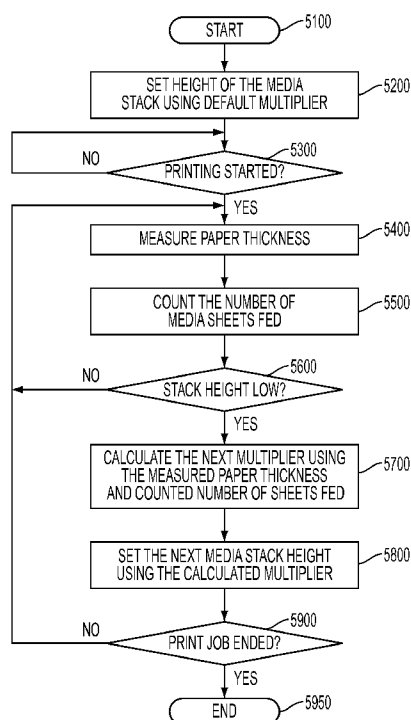 START
5100
SET HEIGHT OF THE MEDIA
STACK USING DEFAULT MULTIPLIER
5200
5300
NO
PRINTING STARTED?
YES
MEASURE PAPER THICKNESS
5400
COUNT THE NUMBER OF
MEDIA SHEETS FED
5500
5600
NO
STACK HEIGHT LOW?
YES
CALCULATE THE NEXT MULTIPLIER USING
THE MEASURED PAPER THICKNESS
AND COUNTED NUMBER OF SHEETS FED
5700
SET THE NEXT MEDIA STACK HEIGHT
USING THE CALCULATED MULTIPLIER
5800
5900
NO
PRINT JOB ENDED?
YES
END
5950